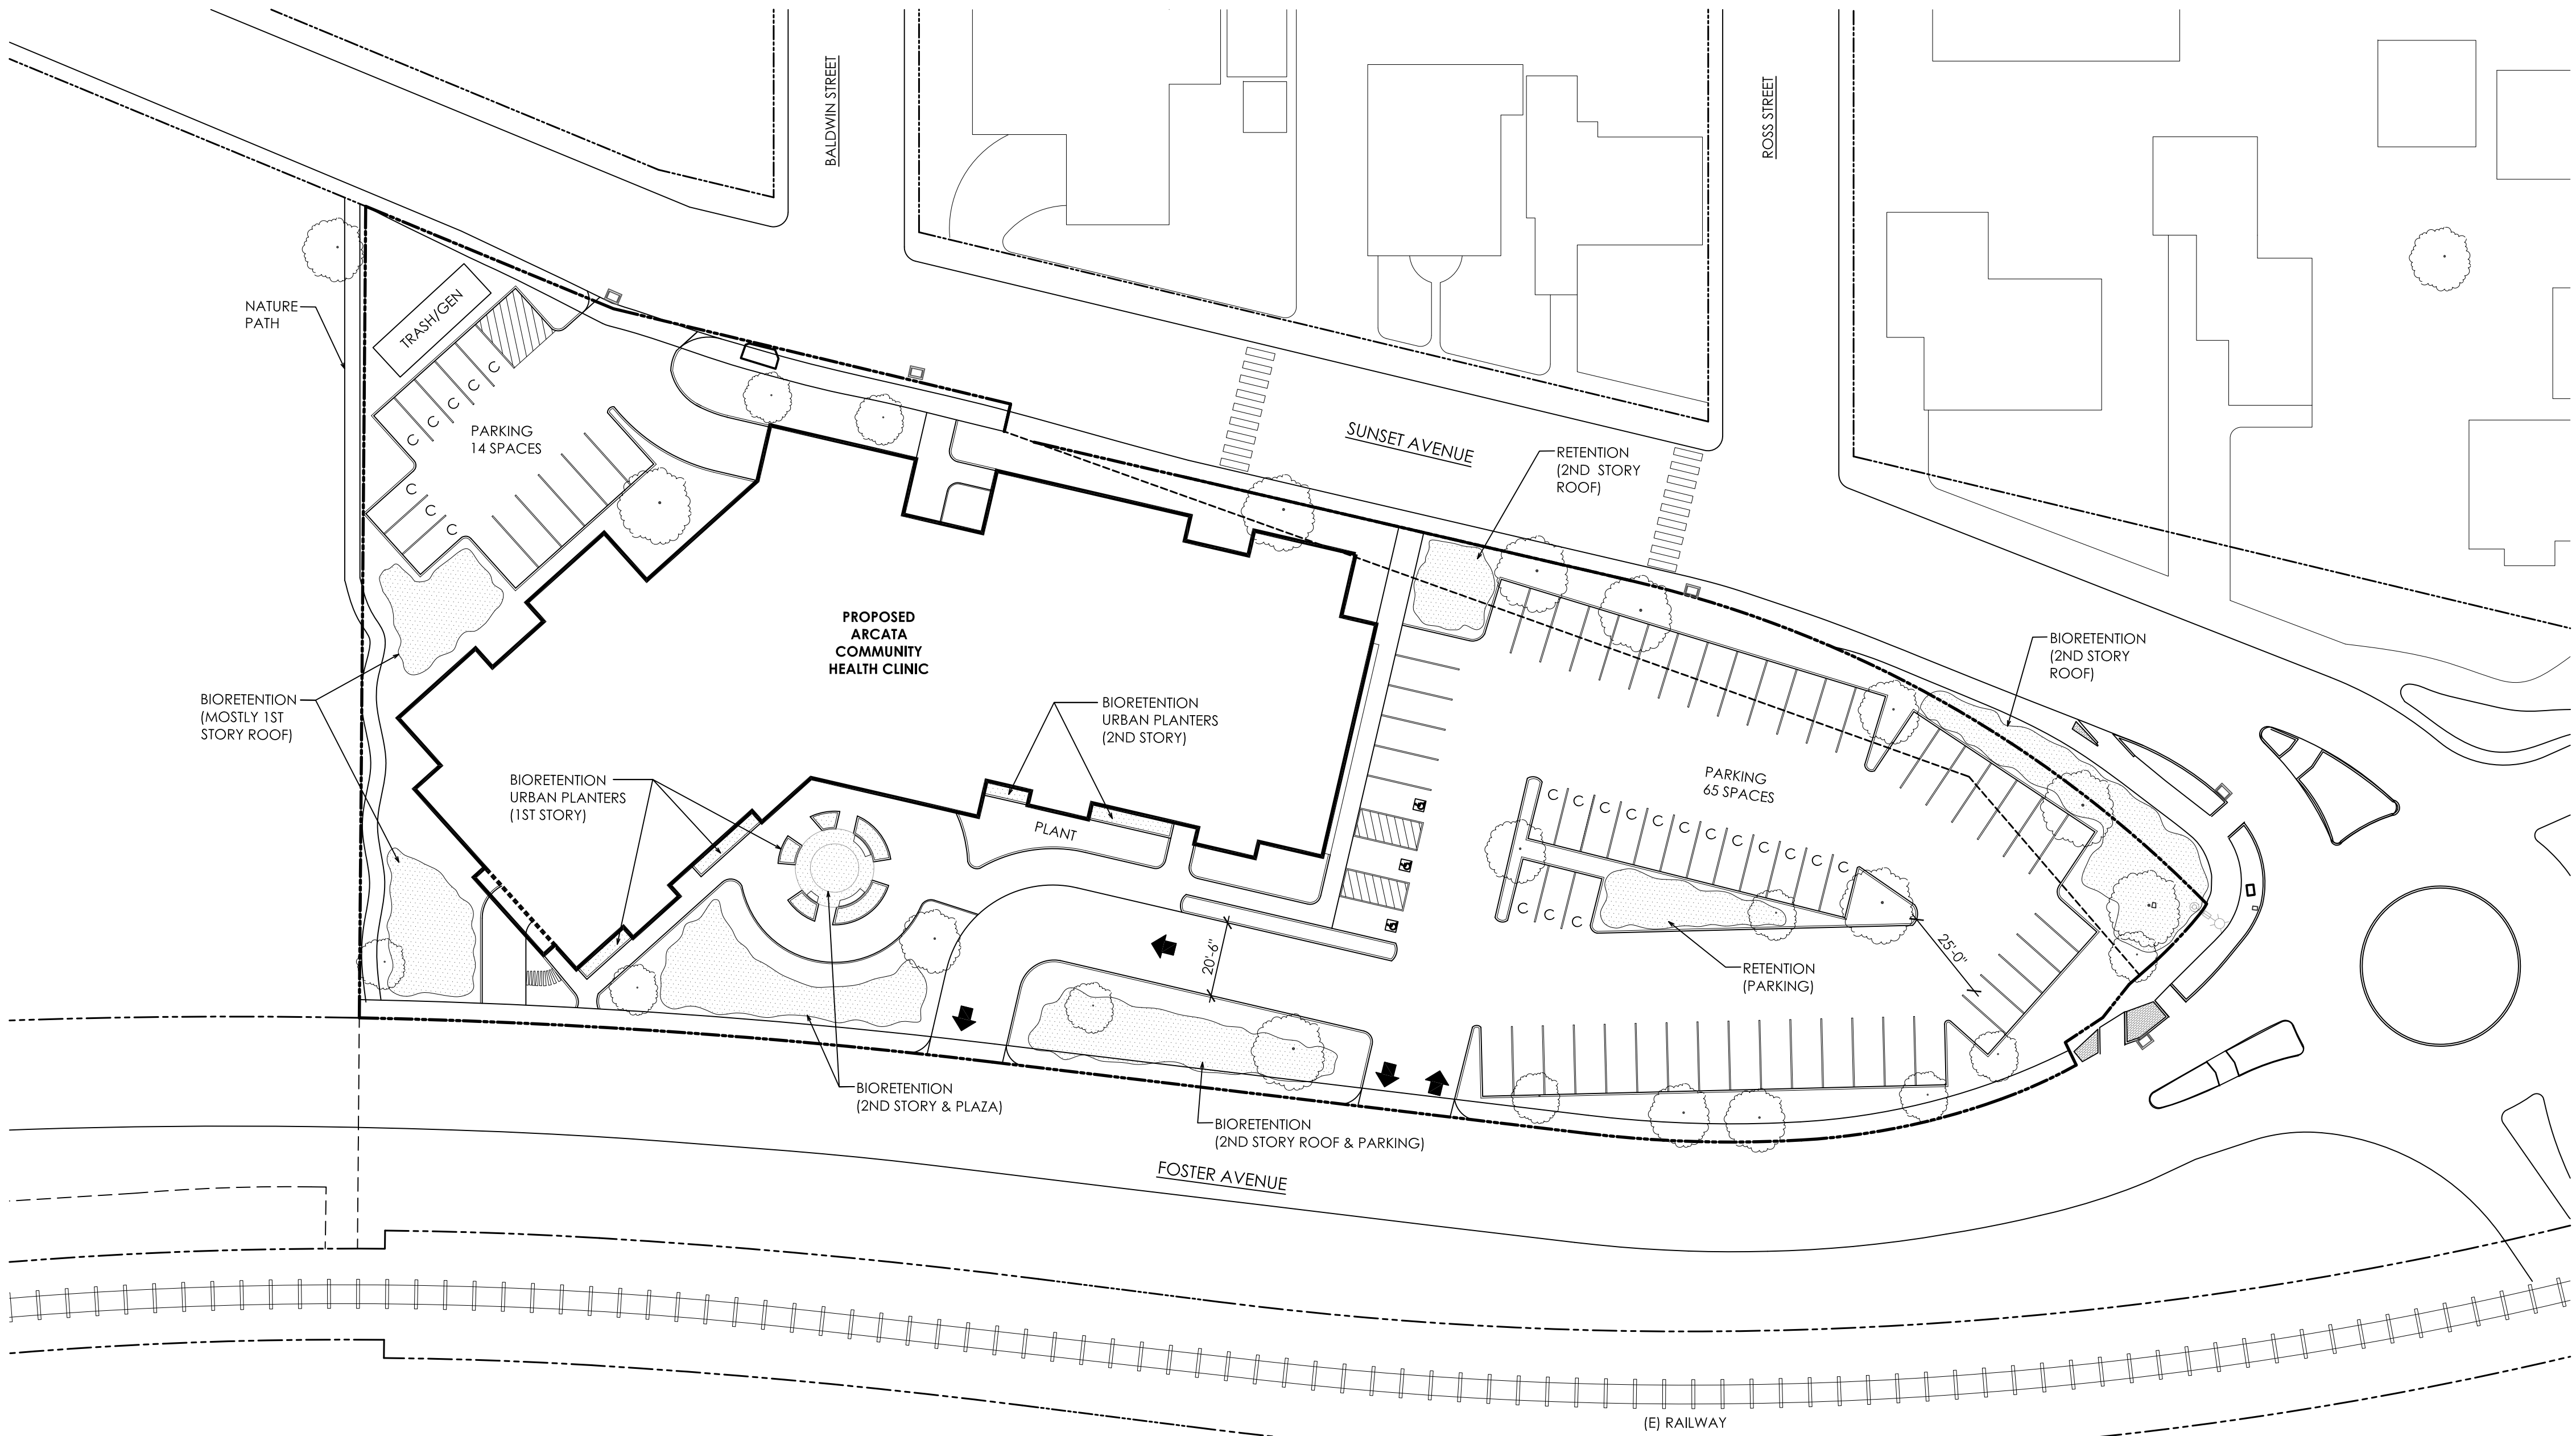 BALDWIN STREET
ROSS STREET
NATURE
PATH
TRASH/GEN
C
C
C
C
C
PARKING
14 SPACES
C
C
C
SUNSET AVENUE
RETENTION
(2ND STORY
ROOF)
PROPOSED
ARCATA
COMMUNITY
HEALTH CLINIC
BIORETENTION
(2ND STORY
ROOF)
BIORETENTION
(MOSTLY 1ST
STORY ROOF)
BIORETENTION
URBAN PLANTERS
(2ND STORY)
BIORETENTION
URBAN PLANTERS
(1ST STORY)
PARKING
65 SPACES
C C C C C C C C C C C C
PLANT
C C C
20'-6"
25'-0"
RETENTION
(PARKING)
BIORETENTION
(2ND STORY & PLAZA)
BIORETENTION
(2ND STORY ROOF & PARKING)
FOSTER AVENUE
(E) RAILWAY